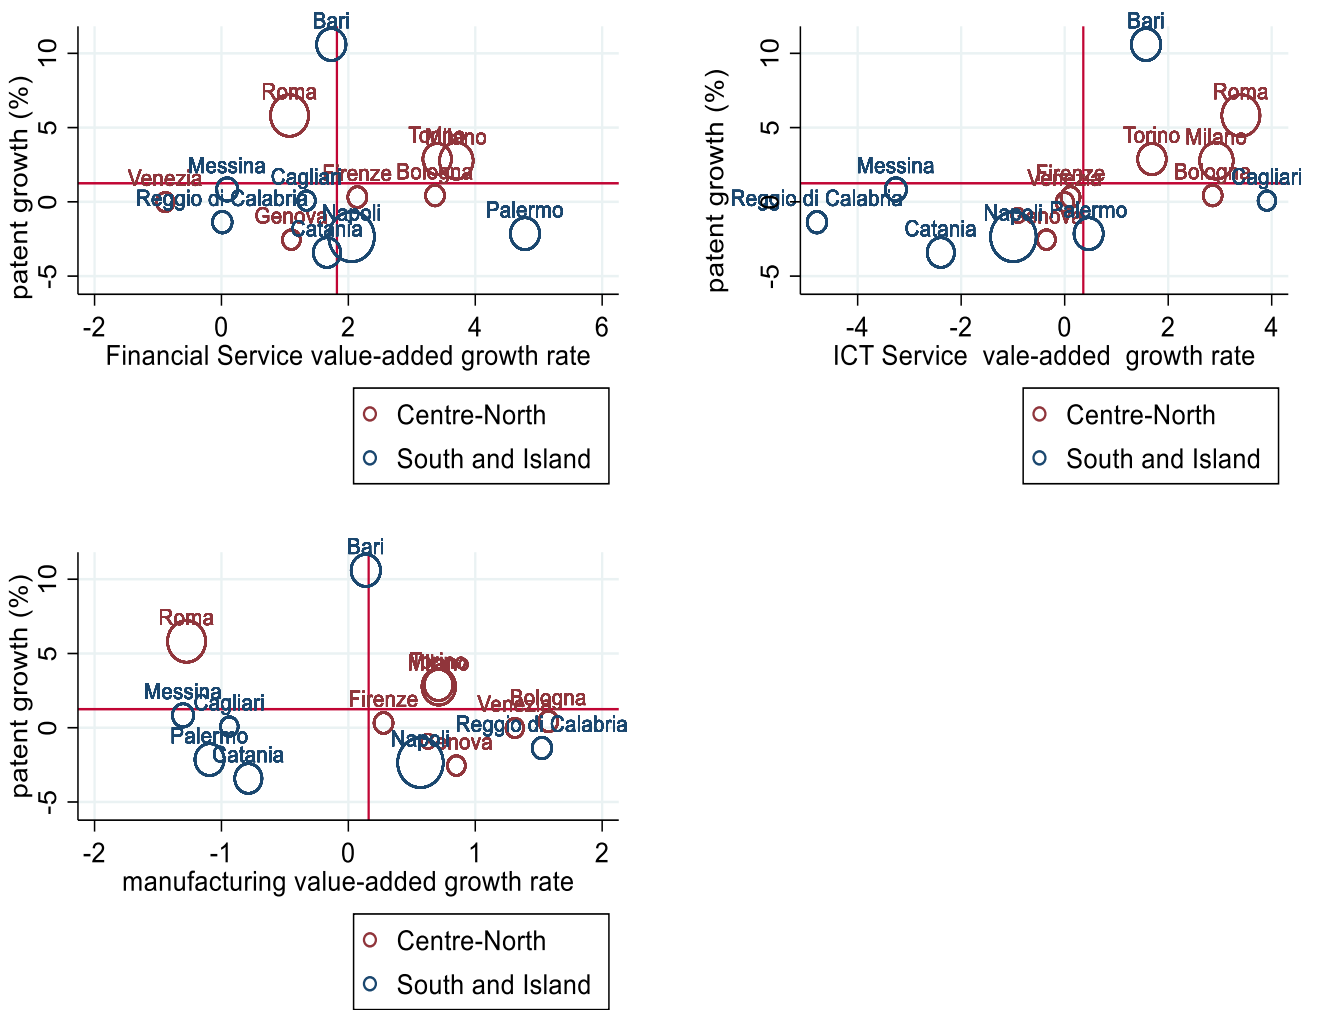 Bari
Roma
Torino
Milano
Messina
Venezia
Cagliari
Firenze
Bologna
Reggio di Calabria
Genova
Napoli
Palermo
Catania
patent growth (%)
10
5
0
-5
-2 0 2 4 6
Financial Service value-added growth rate
Centre-North
South and Island
Bari
Roma
Torino
Milano
Messina
Firenze
Venezia
Bologna
Cagliari
Reggio di Calabria
Napoli
Genova
Palermo
Catania
patent growth (%)
10
5
0
-5
-4 -2 0 2 4
ICT Service vale-added growth rate
Centre-North
South and Island
Bari
Roma
Torino
Milano
Messina
Cagliari
Firenze
Venezia
Bologna
Reggio di Calabria
Palermo
Napoli
Genova
Catania
patent growth (%)
10
5
0
-5
-2 -1 0 1 2
manufacturing value-added growth rate
Centre-North
South and Island